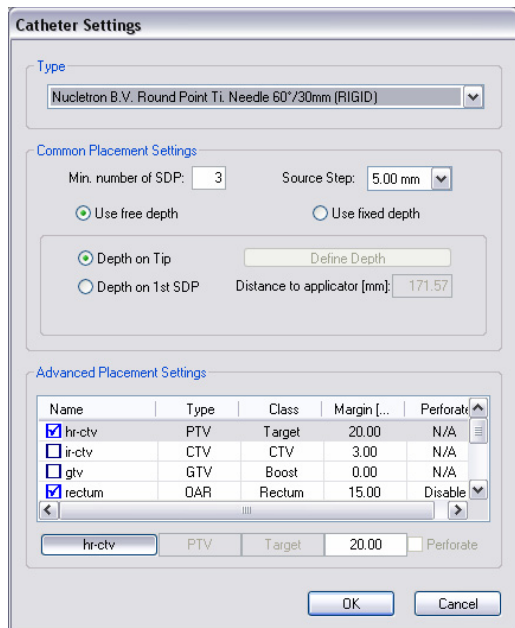 Catheter Settings
Type
Nucletron B.V. Round Point Ti. Needle 60°/30mm (RIGID)
Common Placement Settings
Min. number of SDP: 3 Source Step: 5.00 mm
Use free depth Use fixed depth
Depth on Tip Define Depth
Depth on 1st SDP Distance to applicator [mm]: 171.57
Advanced Placement Settings
Name Type Class Margin [... Perforate
hr-ctv PTV Target 20.00 N/A
ir-ctv CTV CTV 3.00 N/A
gtv GTV Boost 0.00 N/A
rectum OAR Rectum 15.00 Disable
hr-ctv PTV Target 20.00 Perforate
OK Cancel